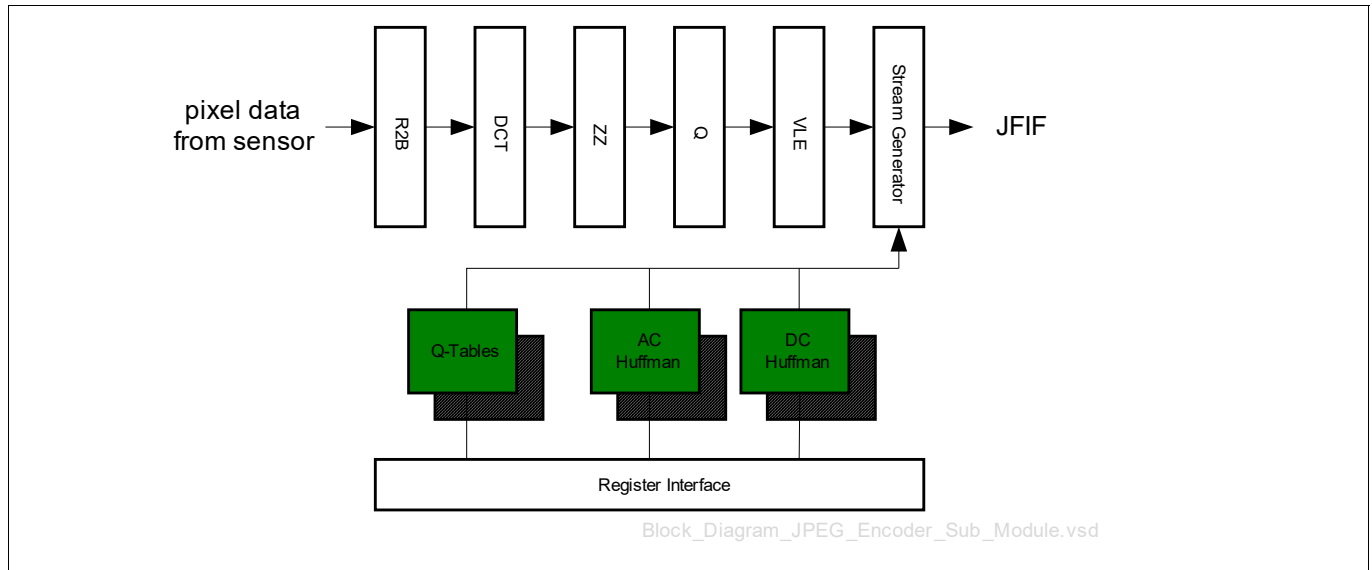 pixel data
from sensor
R2B
DCT
ZZ
Q
VLE
Stream Generator
JFIF
Q-Tables
AC
Huffman
DC
Huffman
Register Interface
Block_Diagram_JPEG_Encoder_Sub_Module.vsd